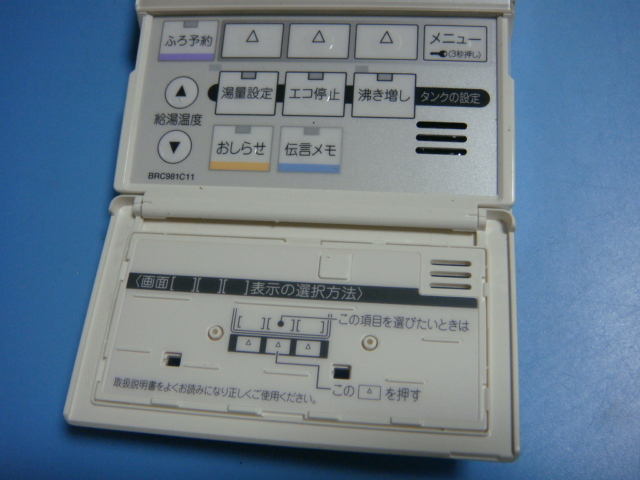 ふろ予約 △ △ △ メニュー
(3秒押し)
湯量設定 エコ停止 沸き増し タンクの設定
▲
給湯温度
▼
おしらせ 伝言メモ
BRC981C11
〈画面[ ][ ][ ]表示の選択方法〉
[ ][ ● ][ ] この項目を選びたいときは
△ △ △
この △ を押す
取扱説明書をよくお読みになり正しくご使用ください。